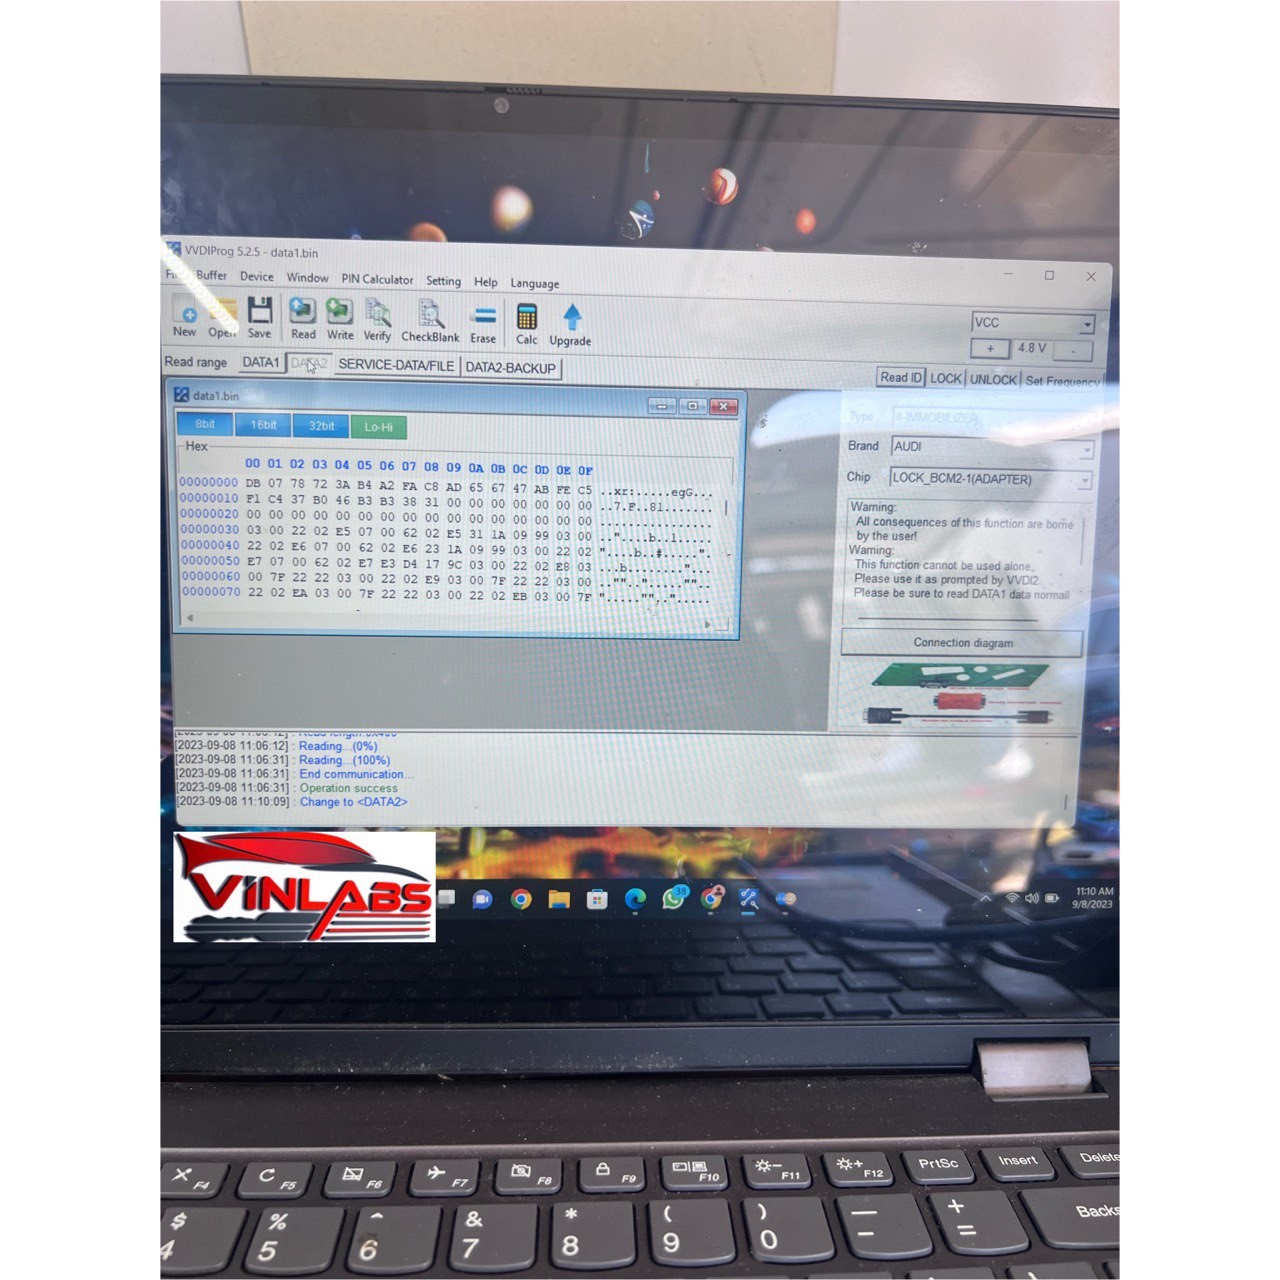 VVDIProg 5.2.5 - data1.bin
Buffer Device Window PIN Calculator Setting Help Language
New Open Save Read Write Verify CheckBlank Erase Calc Upgrade
VCC
+ 4.8 V -
Read range DATA1 DATA2 SERVICE-DATA/FILE DATA2-BACKUP
Read ID LOCK UNLOCK Set Frequency
data1.bin
8bit 16bit 32bit Lo-Hi
Hex
00 01 02 03 04 05 06 07 08 09 0A 0B 0C 0D 0E 0F
00000000 DB 07 78 72 3A B4 A2 FA C8 AD 65 67 47 AB FE C5 ..xr:.....egG...
00000010 F1 C4 37 B0 46 B3 B3 38 31 00 00 00 00 00 00 00 ..7.F..81.......
00000020 00 00 00 00 00 00 00 00 00 00 00 00 00 00 00 00
00000030 03 00 22 02 E5 07 00 62 02 E5 31 1A 09 99 03 00 .."....b..1.....
00000040 22 02 E6 07 00 62 02 E6 23 1A 09 99 03 00 22 02 "....b..#.....".
00000050 E7 07 00 62 02 E7 E3 D4 17 9C 03 00 22 02 E8 03 ...b........"...
00000060 00 7F 22 22 03 00 22 02 E9 03 00 7F 22 22 03 00 ..""..".....""..
00000070 22 02 EA 03 00 7F 22 22 03 00 22 02 EB 03 00 7F ".....""..".....
Type 4-IMMOBILIZER
Brand AUDI
Chip LOCK_BCM2-1(ADAPTER)
Warning:
All consequences of this function are borne
by the user!
Warning:
This function cannot be used alone,
Please use it as prompted by VVDI2.
Please be sure to read DATA1 data normall
Connection diagram
[2023-09-08 11:06:12] : Reading...(0%)
[2023-09-08 11:06:31] : Reading...(100%)
[2023-09-08 11:06:31] : End communication...
[2023-09-08 11:06:31] : Operation success
[2023-09-08 11:10:09] : Change to <DATA2>
VINLABS
38
11:10 AM
9/8/2023
F4 F5 F6 F7 F8 F9 F10 F11 F12 PrtSc Insert Delete
$ % ^ & * ( ) — +
4 5 6 7 8 9 0 - = Backs